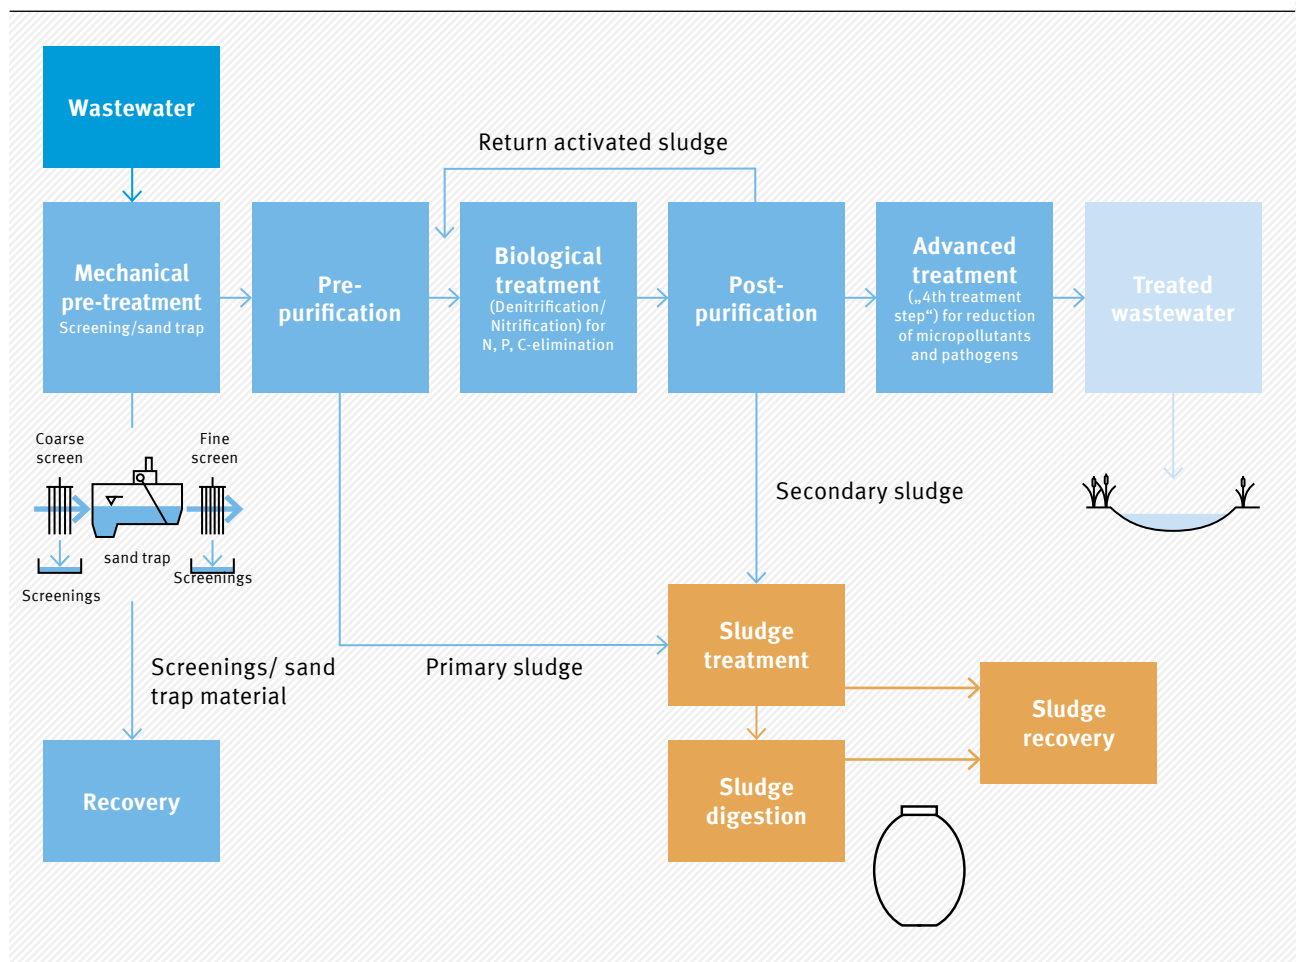 Wastewater
Return activated sludge
Mechanical
pre-treatment
Screening/sand trap
Pre-
purification
Biological
treatment
(Denitrification/
Nitrification) for
N, P, C-elimination
Post-
purification
Advanced
treatment
(„4th treatment
step“) for reduction
of micropollutants
and pathogens
Treated
wastewater
Coarse
screen
Fine
screen
sand trap
Screenings
Screenings
Secondary sludge
Screenings/ sand
trap material
Primary sludge
Sludge
treatment
Sludge
recovery
Recovery
Sludge
digestion